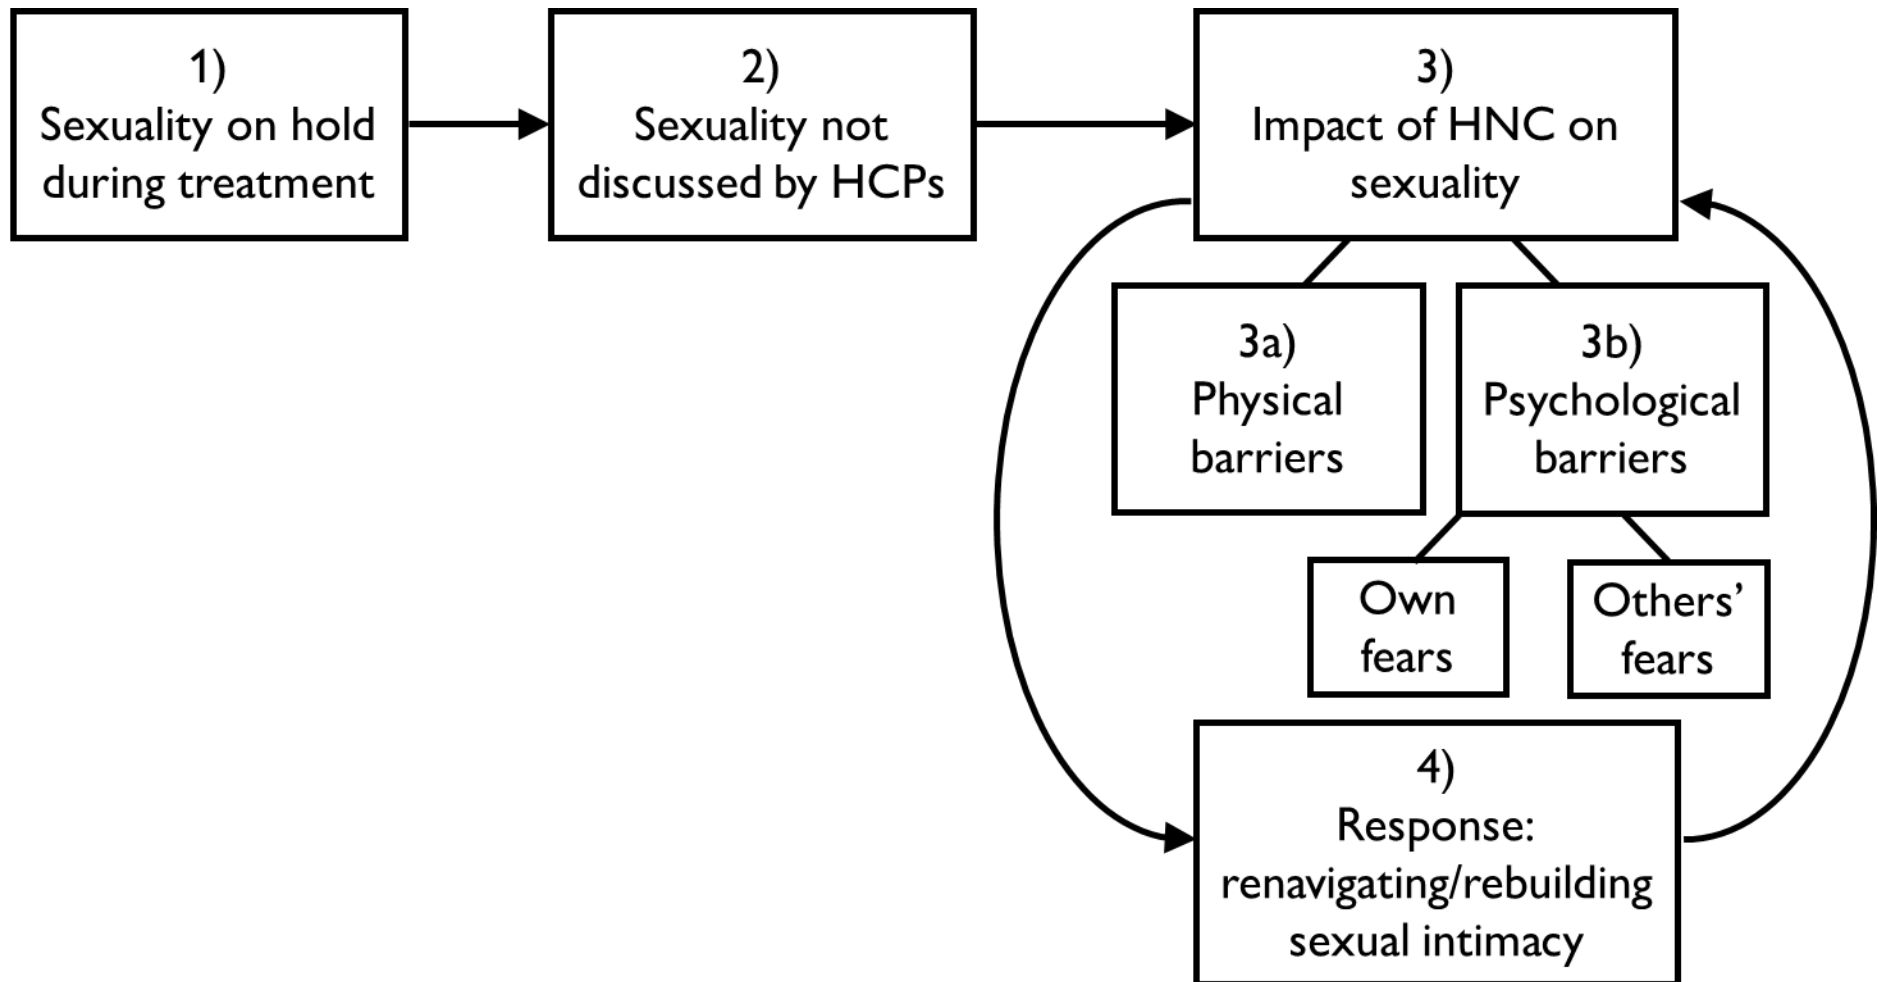 1)
Sexuality on hold
during treatment
2)
Sexuality not
discussed by HCPs
3)
Impact of HNC on
sexuality
3a)
Physical
barriers
3b)
Psychological
barriers
Own
fears
Others’
fears
4)
Response:
renavigating/rebuilding
sexual intimacy